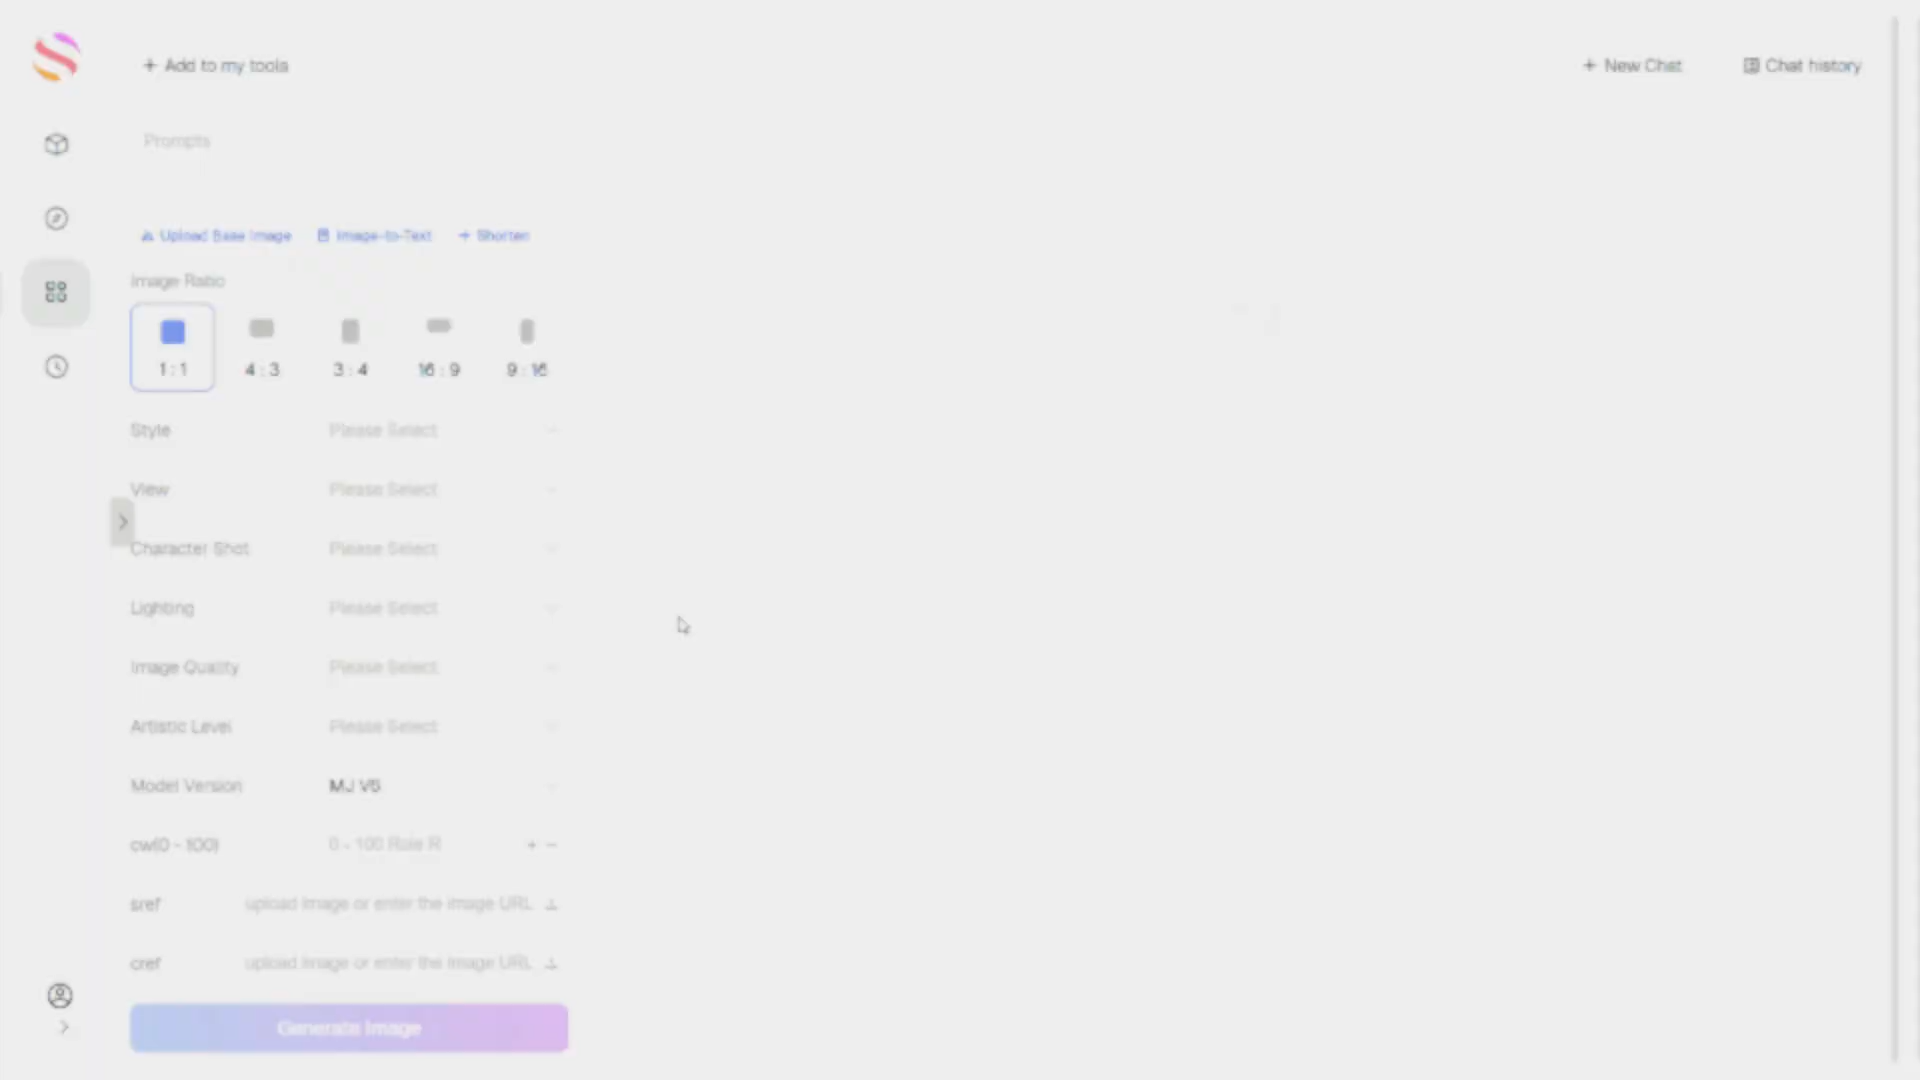 + Add to my tools
+ New Chat
Chat history
Prompts
Upload Base Image
Image-to-Text
Shorten
Image Ratio
1 : 1
4 : 3
3 : 4
16 : 9
9 : 16
Style Please Select
View Please Select
Character Shot Please Select
Lighting Please Select
Image Quality Please Select
Artistic Level Please Select
Model Version MJ
cw(0 - 100) 0 - 100 Role R + -
sref upload image or enter the image URL
cref upload image or enter the image URL
Generate Image